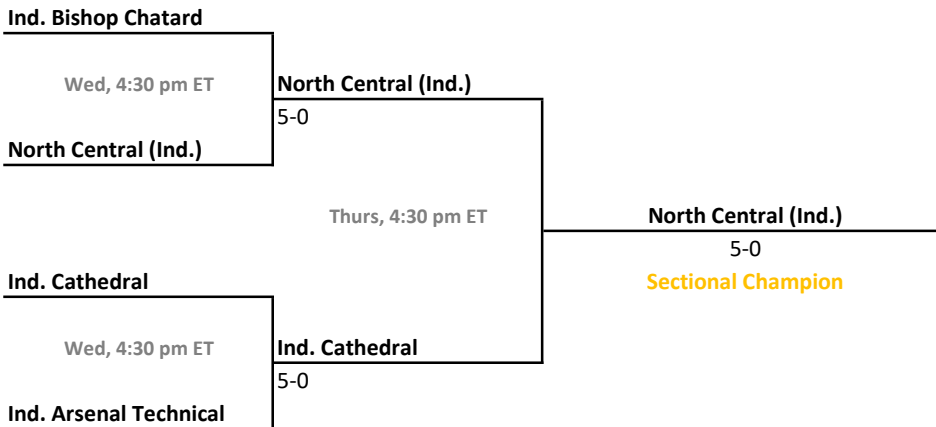 Ind. Bishop Chatard
Wed, 4:30 pm ET
North Central (Ind.)
5-0
North Central (Ind.)
Thurs, 4:30 pm ET
North Central (Ind.)
5-0
Sectional Champion
Ind. Cathedral
Wed, 4:30 pm ET
Ind. Cathedral
5-0
Ind. Arsenal Technical